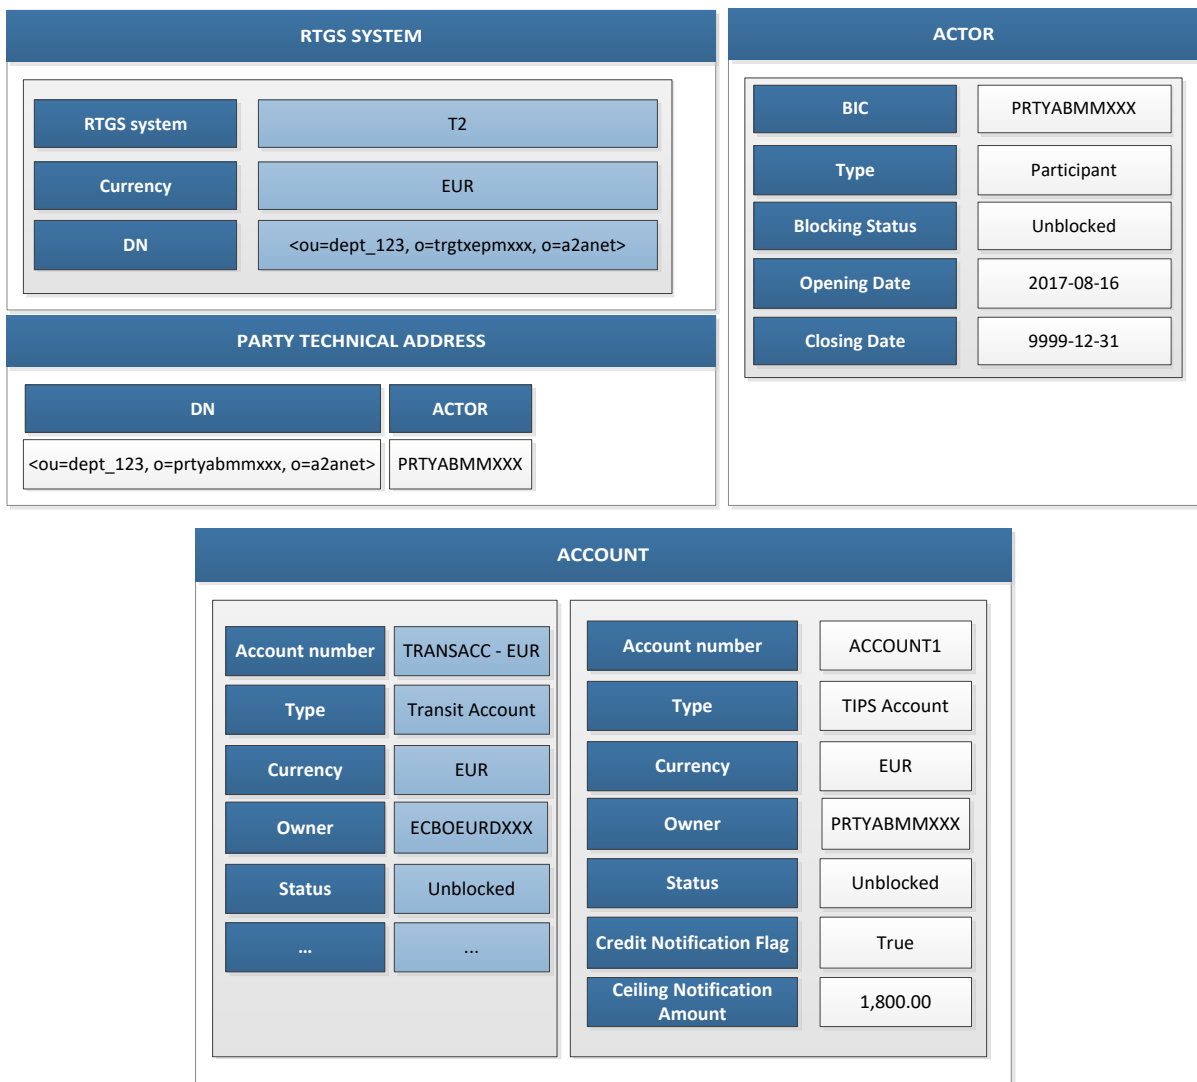 RTGS SYSTEM
RTGS system T2
Currency EUR
DN <ou=dept_123, o=trgtxepmxxx, o=a2anet>
PARTY TECHNICAL ADDRESS
DN ACTOR
<ou=dept_123, o=prtyabmmxxx, o=a2anet> PRTYABMMXXX
ACTOR
BIC PRTYABMMXXX
Type Participant
Blocking Status Unblocked
Opening Date 2017-08-16
Closing Date 9999-12-31
ACCOUNT
Account number TRANSACC - EUR
Type Transit Account
Currency EUR
Owner ECBOEURDXXX
Status Unblocked
... ...
Account number ACCOUNT1
Type TIPS Account
Currency EUR
Owner PRTYABMMXXX
Status Unblocked
Credit Notification Flag True
Ceiling Notification
Amount 1,800.00